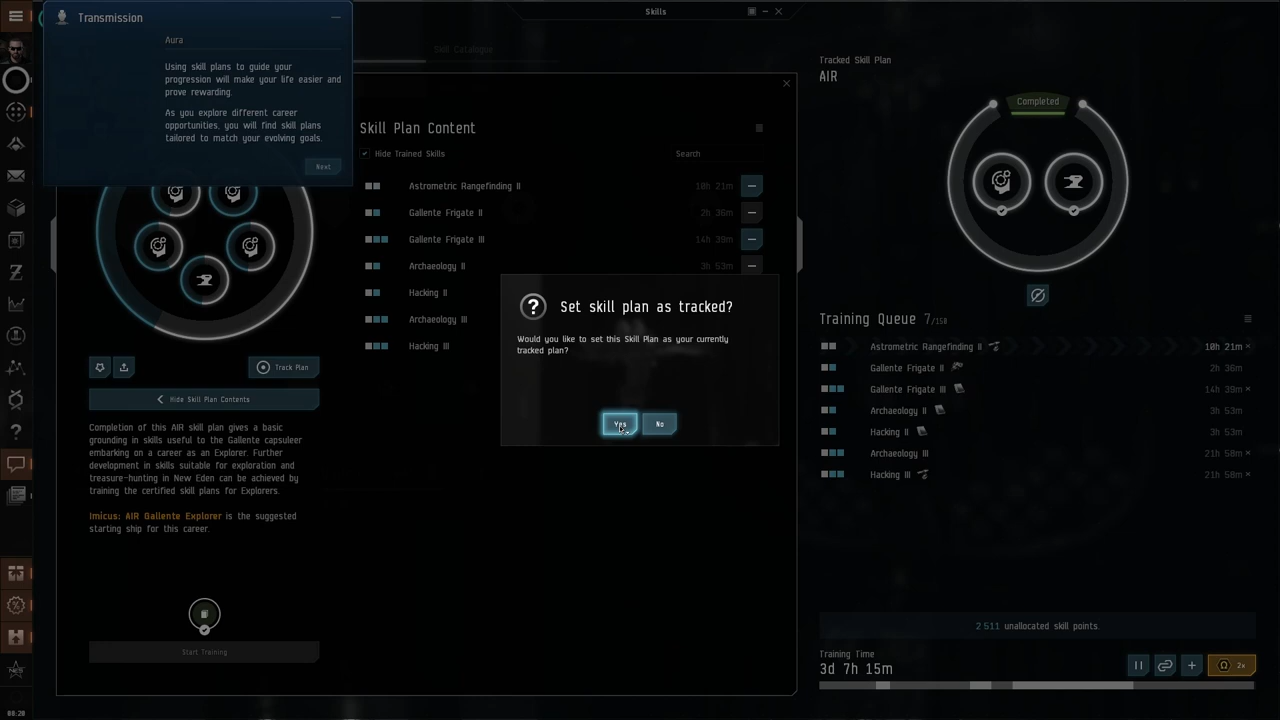 Transmission
Aura
Using skill plans to guide your
progression will make your life easier and
prove rewarding.
As you explore different career
opportunities, you will find skill plans
tailored to match your evolving goals.
Next
Skills
Skill Catalogue
Skill Plan Content
Hide Trained Skills
Search
Astrometric Rangefinding II 10h 21m
Gallente Frigate II 2h 36m
Gallente Frigate III 14h 39m
Archaeology II 3h 53m
Hacking II
Archaeology III
Hacking III
Set skill plan as tracked?
Would you like to set this Skill Plan as your currently
tracked plan?
Yes
No
Track Plan
Hide Skill Plan Contents
Completion of this AIR skill plan gives a basic
grounding in skills useful to the Gallente capsuleer
embarking on a career as an Explorer. Further
development in skills suitable for exploration and
treasure-hunting in New Eden can be achieved by
training the certified skill plans for Explorers.
Imicus: AIR Gallente Explorer is the suggested
starting ship for this career.
Start Training
Tracked Skill Plan
AIR
Completed
Training Queue 7/150
Astrometric Rangefinding II 10h 21m
Gallente Frigate II 2h 36m
Gallente Frigate III 14h 39m
Archaeology II 3h 53m
Hacking II 3h 53m
Archaeology III 21h 58m
Hacking III 21h 58m
2 511 unallocated skill points.
Training Time
3d 7h 15m
2x
NES
08:20